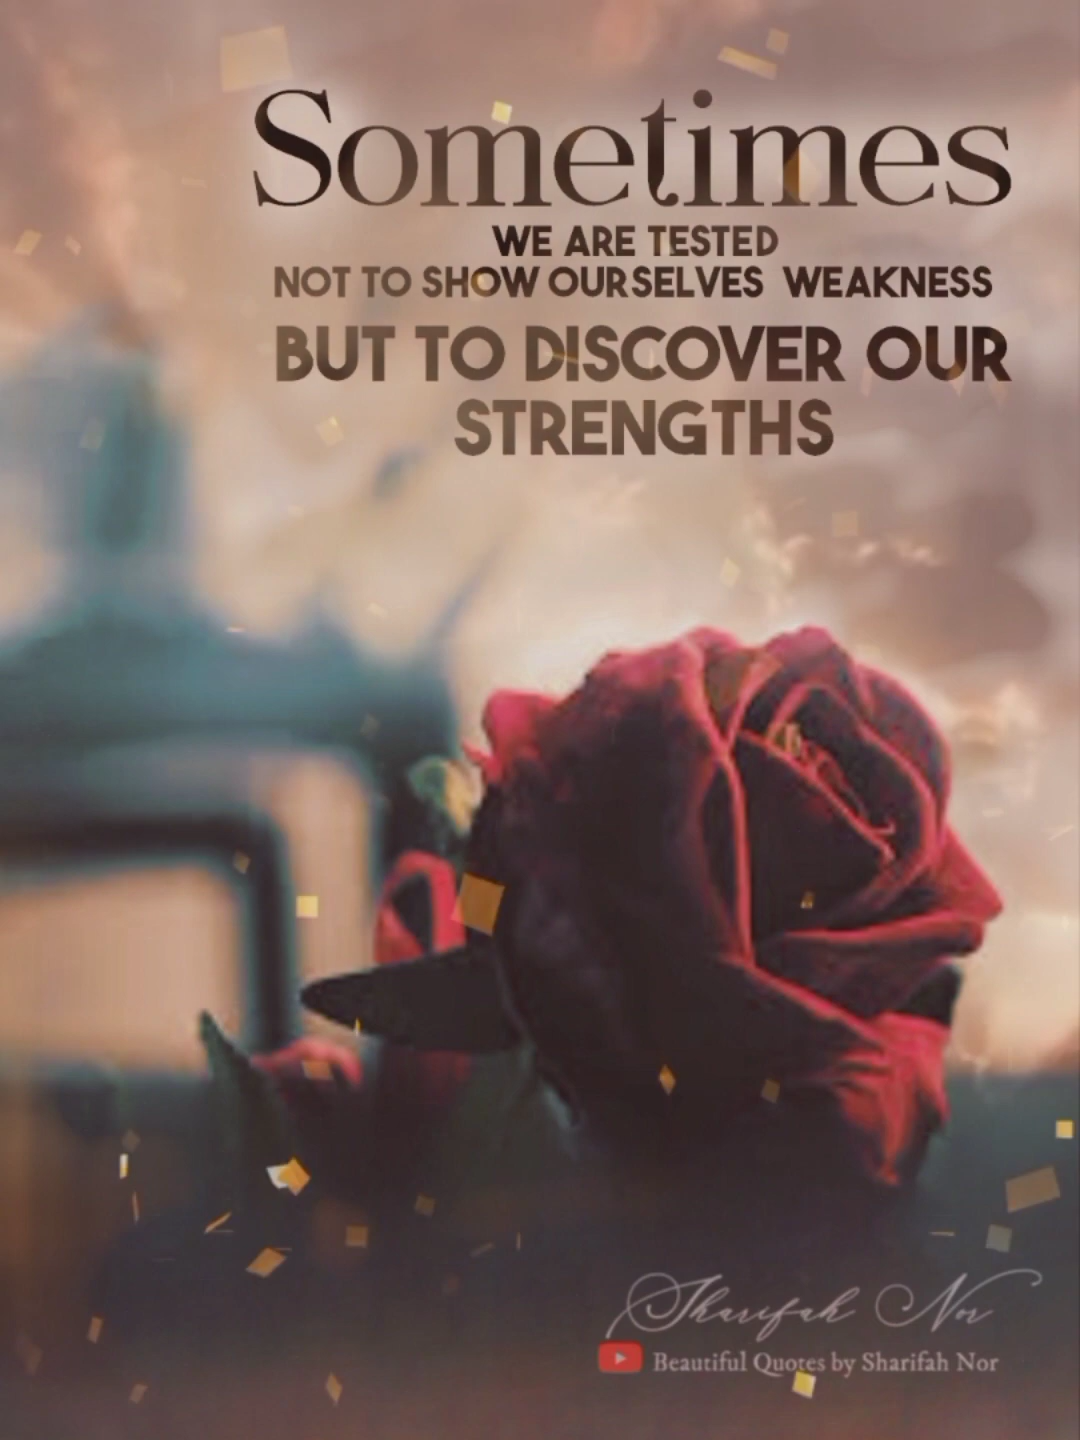 Sometimes
WE ARE TESTED
NOT TO SHOW OURSELVES WEAKNESS
BUT TO DISCOVER OUR
STRENGTHS
Sharifah Nor
Beautiful Quotes by Sharifah Nor